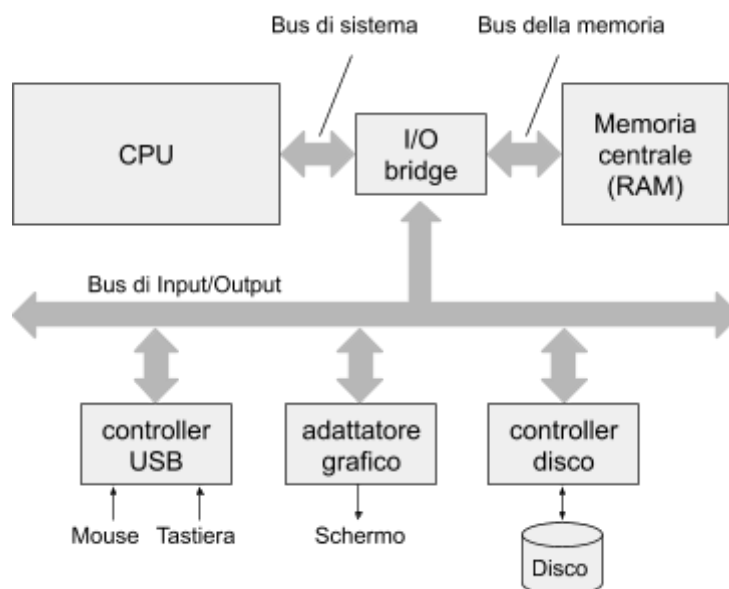 Bus di sistema
Bus della memoria
CPU
I/O
bridge
Memoria
centrale
(RAM)
Bus di Input/Output
controller
USB
adattatore
grafico
controller
disco
Mouse
Tastiera
Schermo
Disco